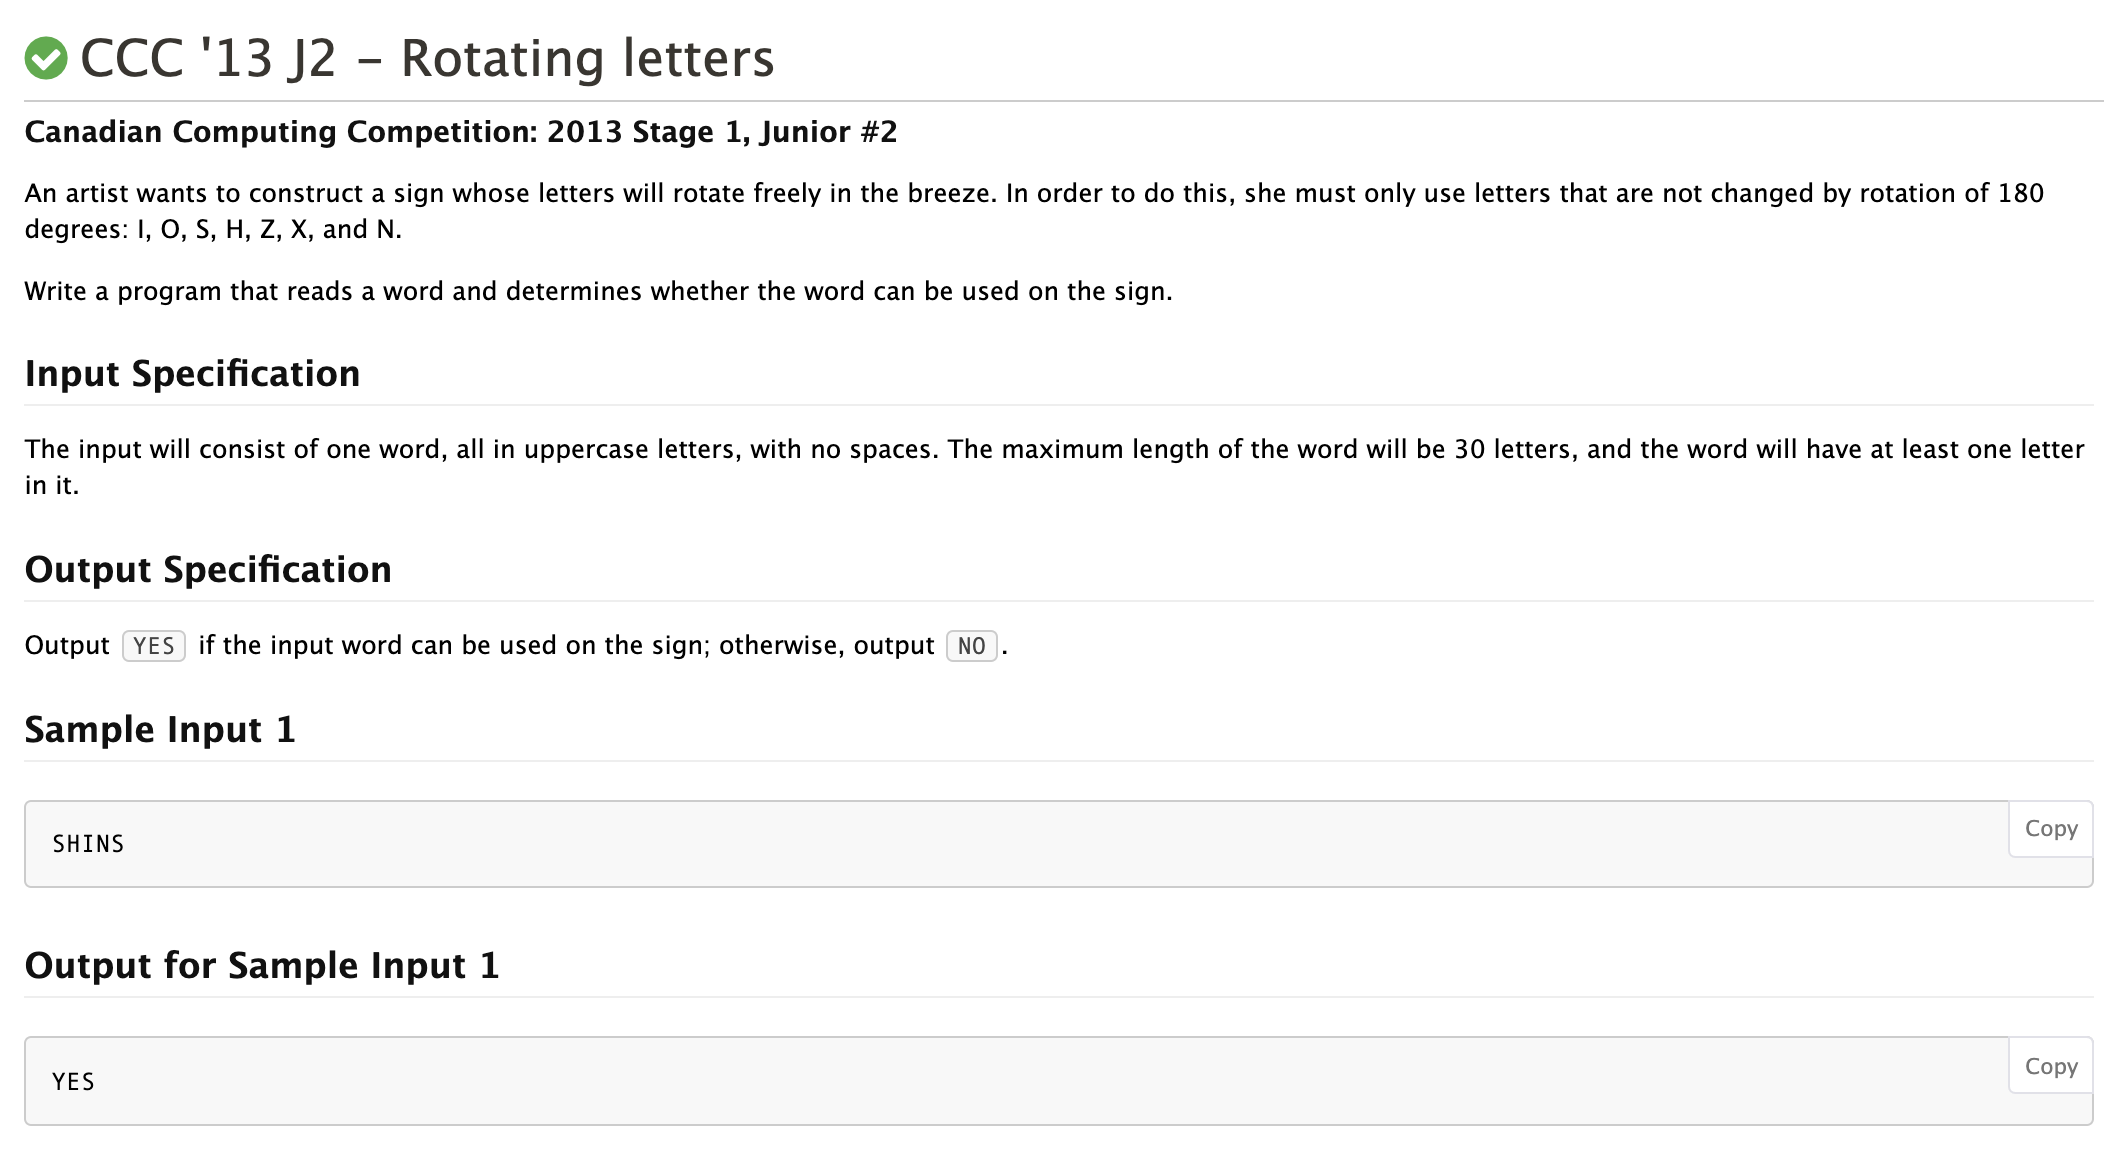 CCC '13 J2 - Rotating letters
Canadian Computing Competition: 2013 Stage 1, Junior #2
An artist wants to construct a sign whose letters will rotate freely in the breeze. In order to do this, she must only use letters that are not changed by rotation of 180
degrees: I, O, S, H, Z, X, and N.
Write a program that reads a word and determines whether the word can be used on the sign.
Input Specification
The input will consist of one word, all in uppercase letters, with no spaces. The maximum length of the word will be 30 letters, and the word will have at least one letter
in it.
Output Specification
Output YES if the input word can be used on the sign; otherwise, output NO.
Sample Input 1
Copy
SHINS
Output for Sample Input 1
Copy
YES